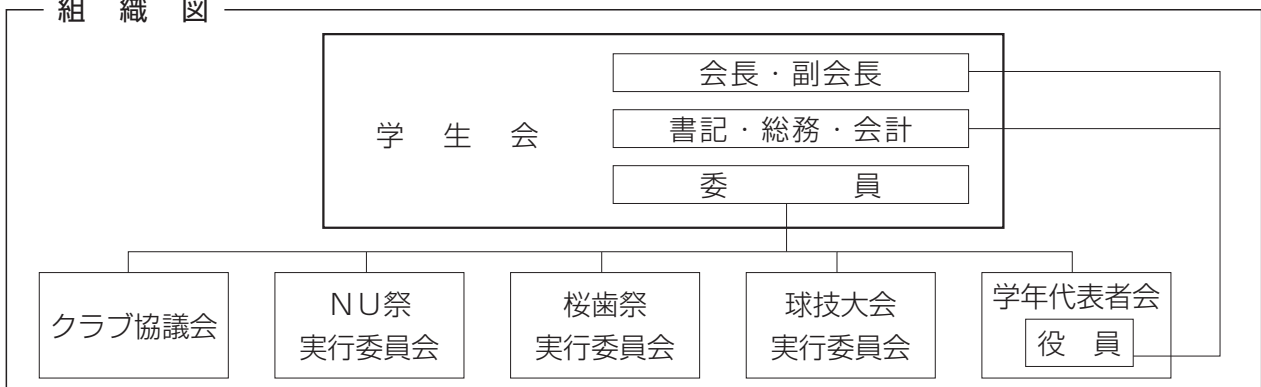 組織図
会長・副会長
学生会
書記・総務・会計
委員
クラブ協議会
NU祭
実行委員会
桜歯祭
実行委員会
球技大会
実行委員会
学年代表者会
役員